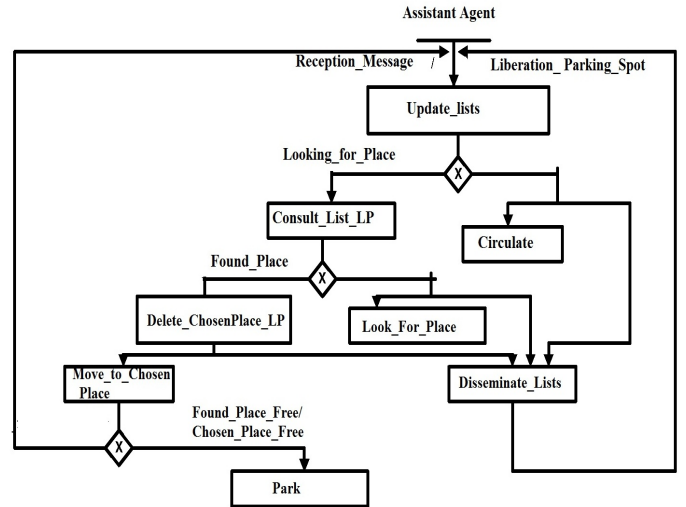 Assistant Agent
Reception_Message /
Liberation_ Parking_Spot
Update_lists
Looking_for_Place
X
Consult_List_LP
Circulate
Found_Place
X
Delete_ChosenPlace_LP
Look_For_Place
Move_to_Chosen
Place
Disseminate_Lists
Found_Place_Free/
Chosen_Place_Free
X
Park